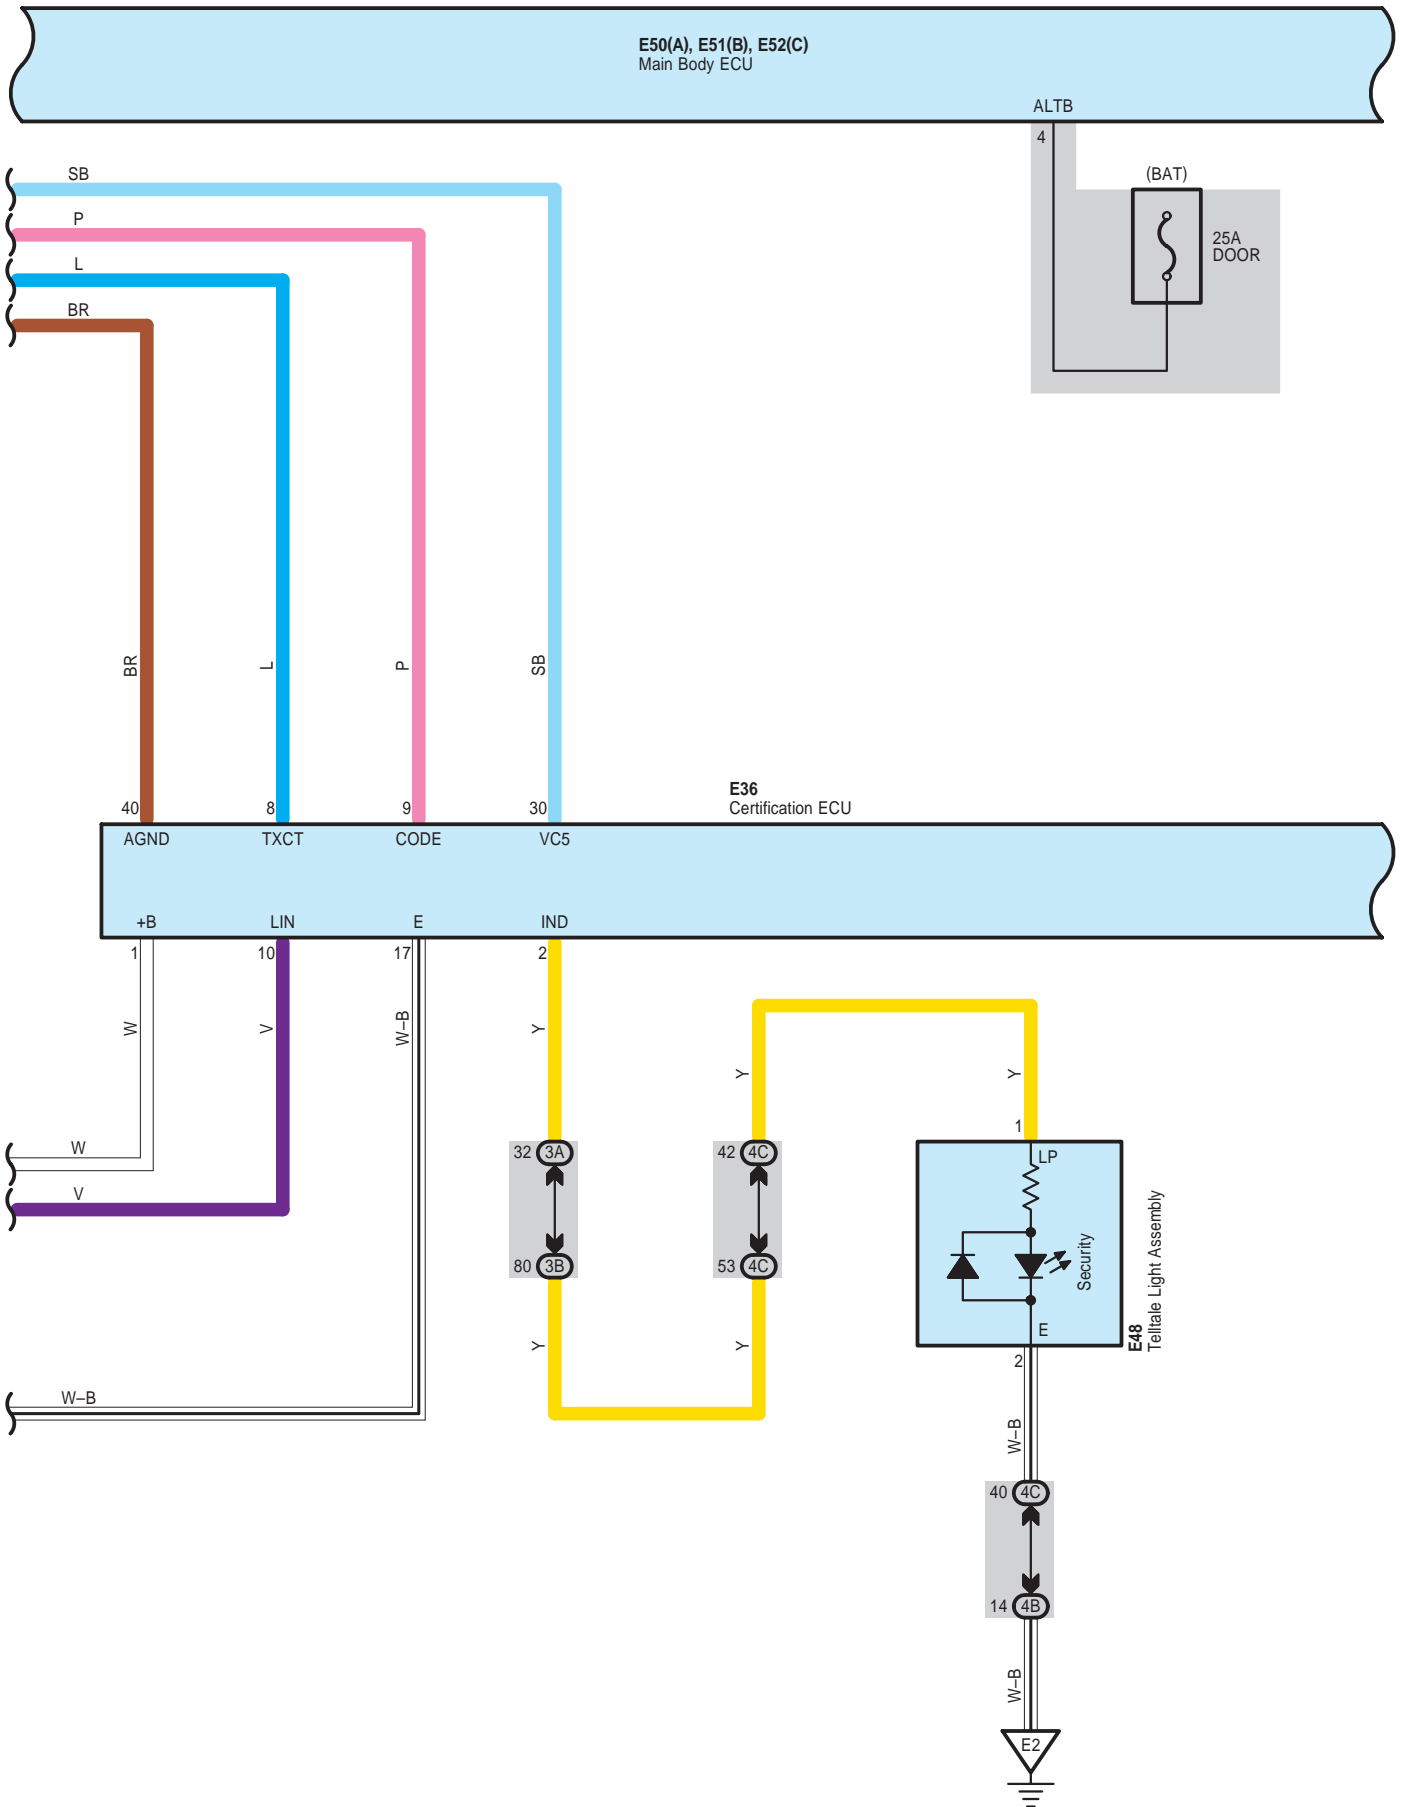 E50(A), E51(B), E52(C)
Main Body ECU
ALTB
4
(BAT)
25A
DOOR
SB
P
L
BR
BR
L
P
SB
E36
Certification ECU
40
8
9
30
AGND
TXCT
CODE
VC5
+B
LIN
E
IND
1
10
17
2
W
V
W–B
Y
Y
Y
1
32 3A
42 4C
LP
W
V
Security
E48
Telltale Light Assembly
80 3B
53 4C
E
Y
Y
2
W–B
W–B
40 4C
14 4B
W–B
E2